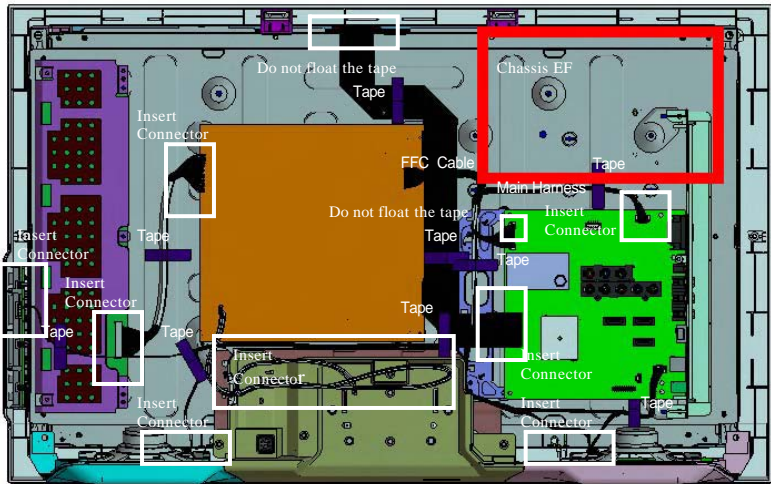 Do not float the tape
Chassis EF
Tape
Insert
Connector
FFC Cable
Tape
Main Harness
Do not float the tape
Insert
Connector
Insert
Connector
Tape
Tape
Tape
Insert
Connector
Tape
Tape
Tape
Insert
Connector
Insert
Connector
Insert
Connector
Tape
Insert
Connector